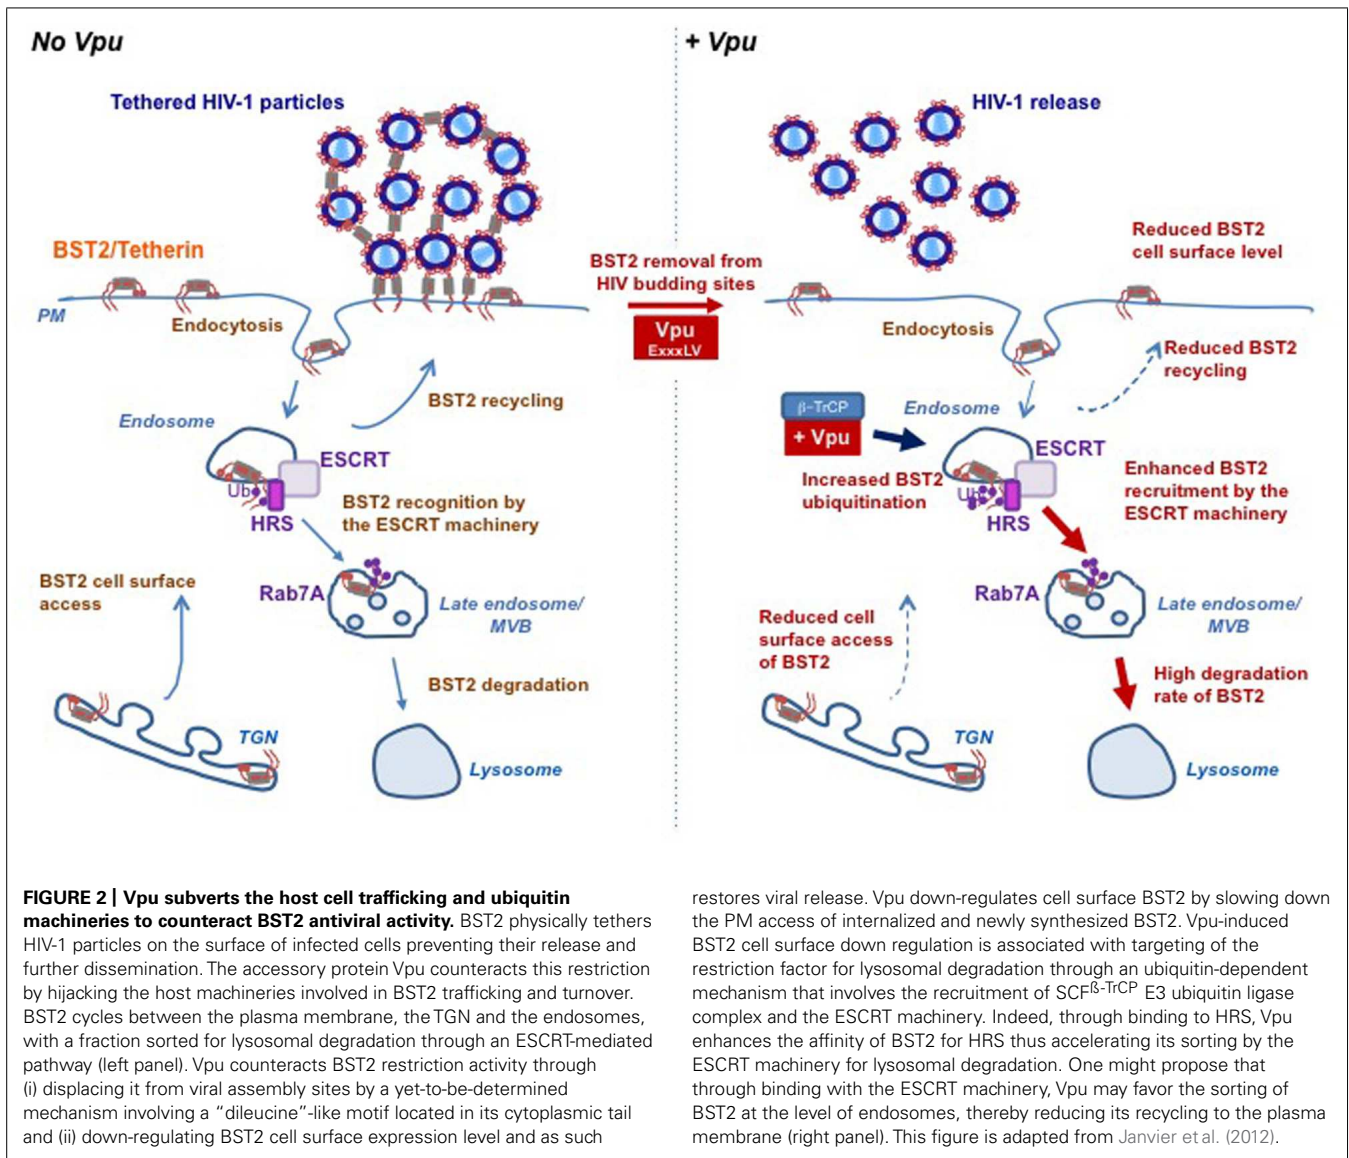 No Vpu
Tethered HIV-1 particles
BST2/Tetherin
PM
Endocytosis
BST2 recycling
Endosome
ESCRT
Ub
HRS
BST2 recognition by
the ESCRT machinery
BST2 cell surface
access
Rab7A
Late endosome/
MVB
BST2 degradation
TGN
Lysosome
BST2 removal from
HIV budding sites
Vpu
ExxxLV
+ Vpu
HIV-1 release
Reduced BST2
cell surface level
Endocytosis
Reduced BST2
recycling
β-TrCP
+ Vpu
Endosome
ESCRT
Increased BST2
ubiquitination
Ub
HRS
Enhanced BST2
recruitment by the
ESCRT machinery
Rab7A
Late endosome/
MVB
Reduced cell
surface access
of BST2
High degradation
rate of BST2
TGN
Lysosome
FIGURE 2 | Vpu subverts the host cell trafficking and ubiquitin
machineries to counteract BST2 antiviral activity. BST2 physically tethers
HIV-1 particles on the surface of infected cells preventing their release and
further dissemination. The accessory protein Vpu counteracts this restriction
by hijacking the host machineries involved in BST2 trafficking and turnover.
BST2 cycles between the plasma membrane, the TGN and the endosomes,
with a fraction sorted for lysosomal degradation through an ESCRT-mediated
pathway (left panel). Vpu counteracts BST2 restriction activity through
(i) displacing it from viral assembly sites by a yet-to-be-determined
mechanism involving a “dileucine”-like motif located in its cytoplasmic tail
and (ii) down-regulating BST2 cell surface expression level and as such
restores viral release. Vpu down-regulates cell surface BST2 by slowing down
the PM access of internalized and newly synthesized BST2. Vpu-induced
BST2 cell surface down regulation is associated with targeting of the
restriction factor for lysosomal degradation through an ubiquitin-dependent
mechanism that involves the recruitment of SCFß-TrCP E3 ubiquitin ligase
complex and the ESCRT machinery. Indeed, through binding to HRS, Vpu
enhances the affinity of BST2 for HRS thus accelerating its sorting by the
ESCRT machinery for lysosomal degradation. One might propose that
through binding with the ESCRT machinery, Vpu may favor the sorting of
BST2 at the level of endosomes, thereby reducing its recycling to the plasma
membrane (right panel). This figure is adapted from Janvier et al. (2012).